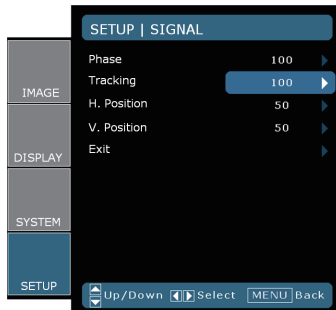 SETUP | SIGNAL
IMAGE
DISPLAY
SYSTEM
SETUP
Phase 100
Tracking 100
H. Position 50
V. Position 50
Exit
Up/Down Select MENU Back